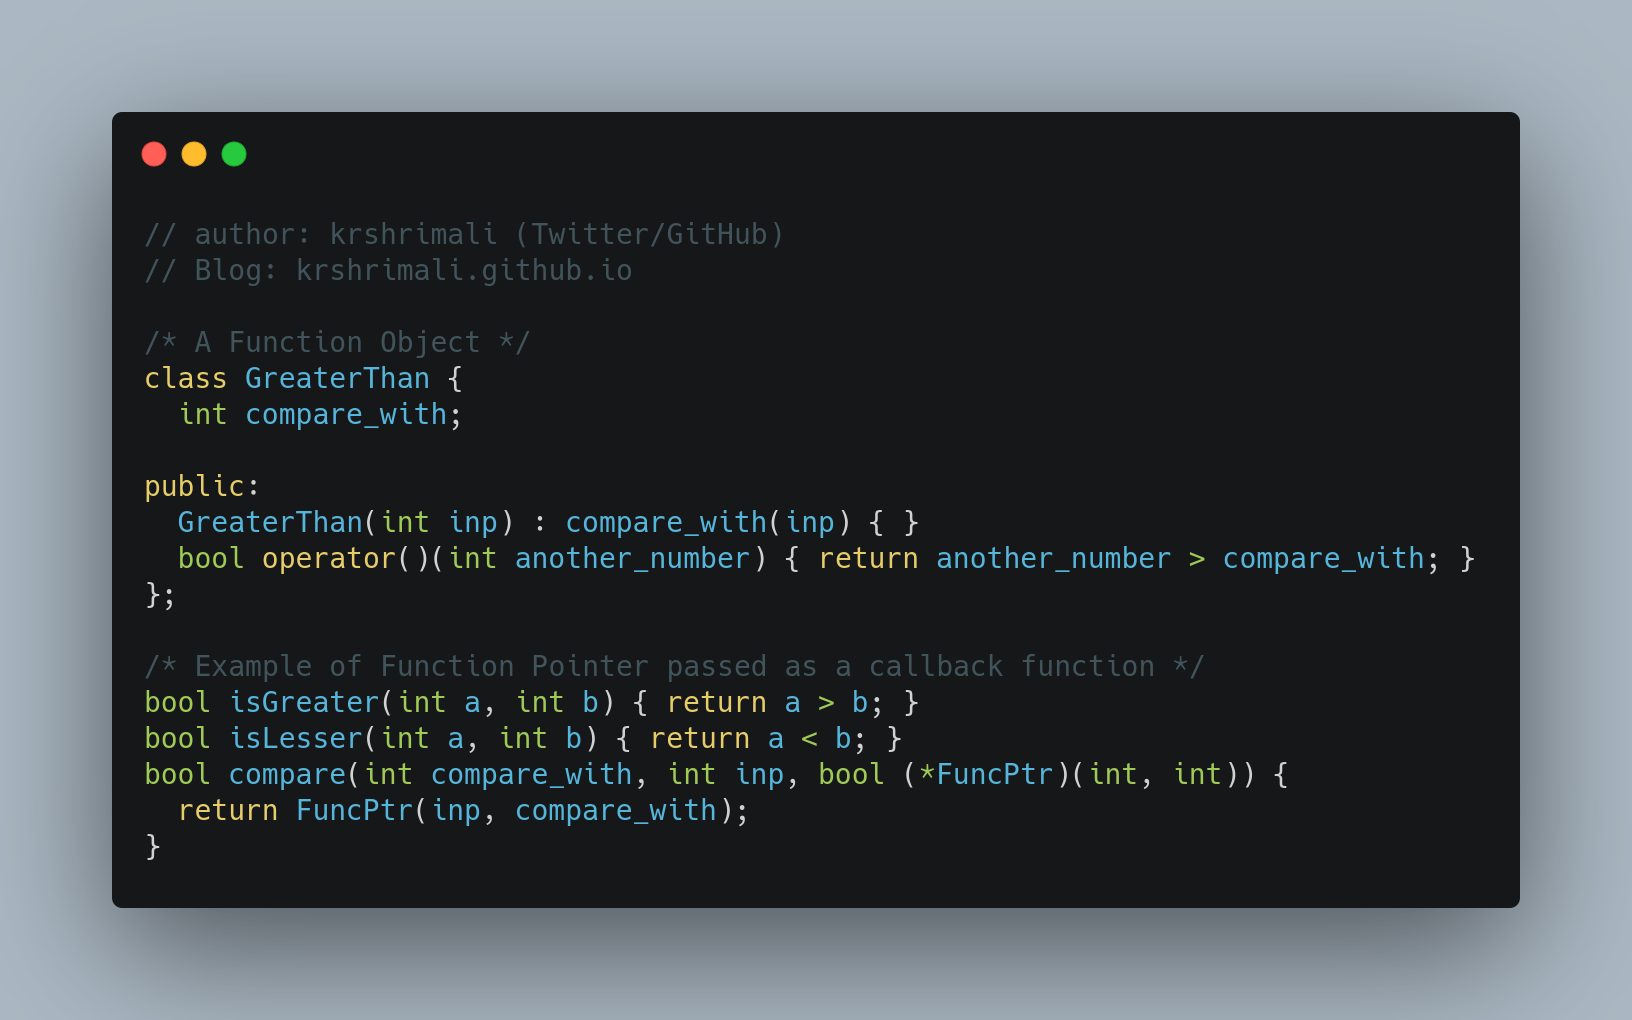 // author: krshrimali (Twitter/GitHub)
// Blog: krshrimali.github.io
/* A Function Object */
class GreaterThan {
  int compare_with;
public:
  GreaterThan(int inp) : compare_with(inp) { }
  bool operator()(int another_number) { return another_number > compare_with; }
};
/* Example of Function Pointer passed as a callback function */
bool isGreater(int a, int b) { return a > b; }
bool isLesser(int a, int b) { return a < b; }
bool compare(int compare_with, int inp, bool (*FuncPtr)(int, int)) {
  return FuncPtr(inp, compare_with);
}